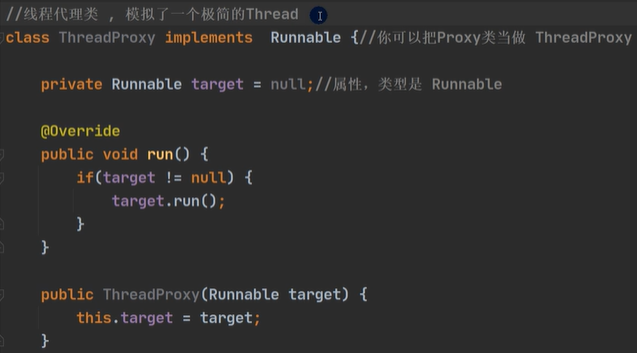 //线程代理类 , 模拟了一个极简的Thread
class ThreadProxy implements  Runnable {//你可以把Proxy类当做 ThreadProxy
private Runnable target = null;//属性，类型是 Runnable
@Override
public void run() {
if(target != null) {
target.run();
}
}
public ThreadProxy(Runnable target) {
this.target = target;
}